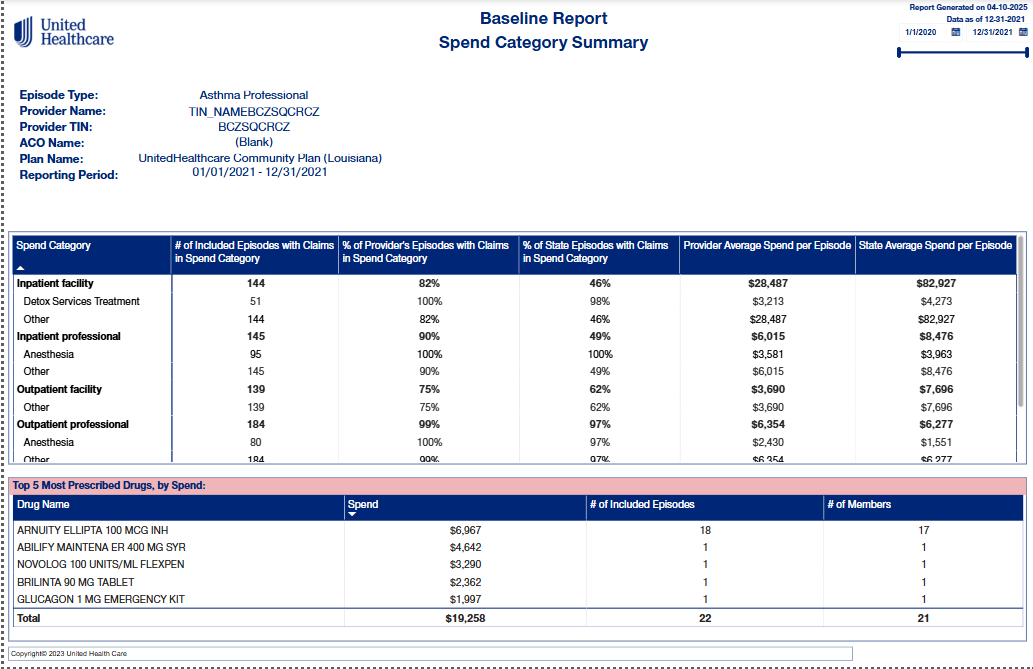 United
Healthcare
Baseline Report
Spend Category Summary
Report Generated on 04-10-2025
Data as of 12-31-2021
1/1/2020 12/31/2021
Episode Type: Asthma Professional
Provider Name: TIN_NAMEBCZSQCRCZ
Provider TIN: BCZSQCRCZ
ACO Name: (Blank)
Plan Name: UnitedHealthcare Community Plan (Louisiana)
Reporting Period: 01/01/2021 - 12/31/2021
Spend Category # of Included Episodes with Claims in Spend Category % of Provider's Episodes with Claims in Spend Category % of State Episodes with Claims in Spend Category Provider Average Spend per Episode State Average Spend per Episode
Inpatient facility 144 82% 46% $28,487 $82,927
Detox Services Treatment 51 100% 98% $3,213 $4,273
Other 144 82% 46% $28,487 $82,927
Inpatient professional 145 90% 49% $6,015 $8,476
Anesthesia 95 100% 100% $3,581 $3,963
Other 145 90% 49% $6,015 $8,476
Outpatient facility 139 75% 62% $3,690 $7,696
Other 139 75% 62% $3,690 $7,696
Outpatient professional 184 99% 97% $6,354 $6,277
Anesthesia 80 100% 97% $2,430 $1,551
Other 184 99% 97% $6,354 $6,277
Top 5 Most Prescribed Drugs, by Spend:
Drug Name Spend # of Included Episodes # of Members
ARNUITY ELLIPTA 100 MCG INH $6,967 18 17
ABILIFY MAINTENA ER 400 MG SYR $4,642 1 1
NOVOLOG 100 UNITS/ML FLEXPEN $3,290 1 1
BRILINTA 90 MG TABLET $2,362 1 1
GLUCAGON 1 MG EMERGENCY KIT $1,997 1 1
Total $19,258 22 21
Copyright© 2023 United Health Care